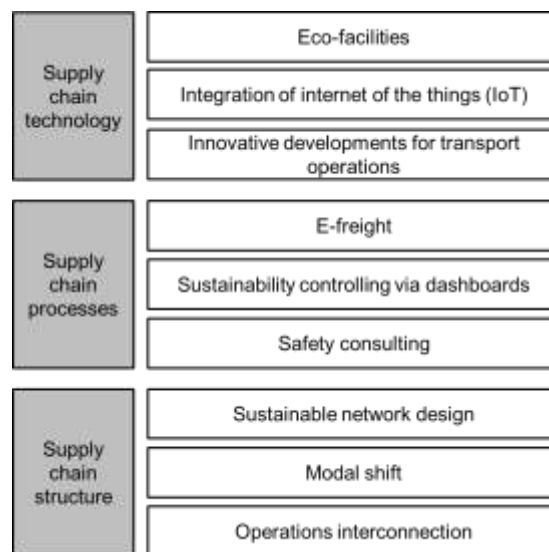 Supply
chain
technology
Eco-facilities
Integration of internet of the things (IoT)
Innovative developments for transport
operations
Supply
chain
processes
E-freight
Sustainability controlling via dashboards
Safety consulting
Supply
chain
structure
Sustainable network design
Modal shift
Operations interconnection